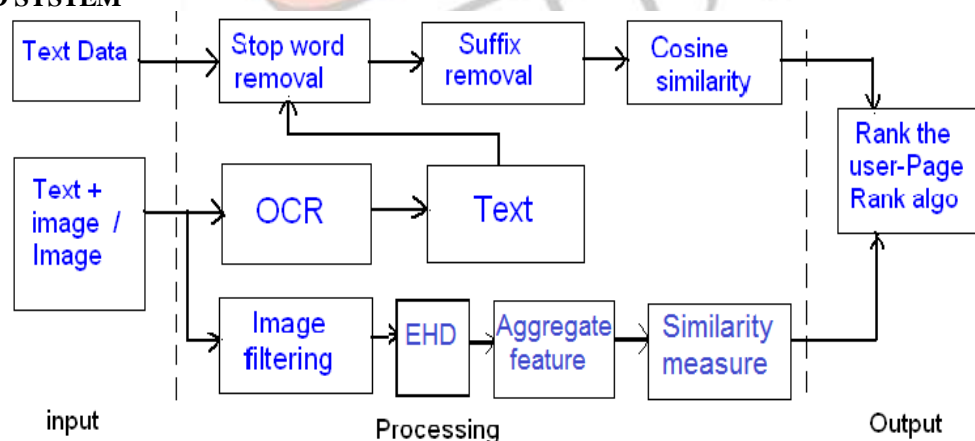 SYSTEM
Text Data
Stop word
removal
Suffix
removal
Cosine
similarity
Rank the
user-Page
Rank algo
Text +
image /
Image
OCR
Text
Image
filtering
EHD
Aggregate
feature
Similarity
measure
input
Processing
Output